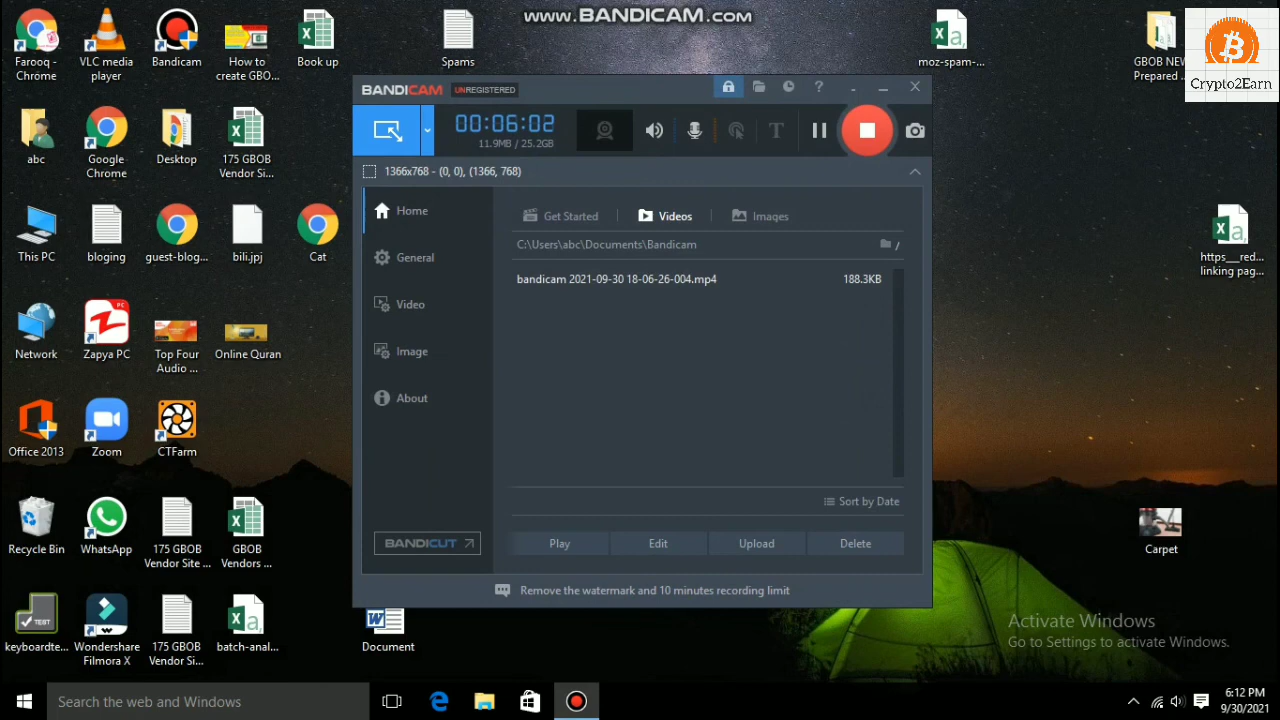 www.BANDICAM.com
Farooq -
Chrome
VLC media
player
Bandicam
How to
create GBO...
Book up
Spams
moz-spam-...
GBOB NEW
Prepared ...
Crypto2Earn
BANDICAM UNREGISTERED
00:06:02
11.9MB / 25.2GB
1366x768 - (0, 0), (1366, 768)
abc
Google
Chrome
Desktop
175 GBOB
Vendor Si...
Home
General
Video
Image
About
Get Started
Videos
Images
C:\Users\abc\Documents\Bandicam
bandicam 2021-09-30 18-06-26-004.mp4 188.3KB
This PC
bloging
guest-blog...
bili.jpj
Cat
https___red...
linking pag...
Network
Zapya PC
Top Four
Audio ...
Online Quran
Office 2013
Zoom
CTFarm
Sort by Date
BANDICUT
Play
Edit
Upload
Delete
Recycle Bin
WhatsApp
175 GBOB
Vendor Site ...
GBOB
Vendors ...
Carpet
Remove the watermark and 10 minutes recording limit
TEST
keyboardte...
Wondershare
Filmora X
175 GBOB
Vendor Si...
batch-anal...
Document
Activate Windows
Go to Settings to activate Windows.
Search the web and Windows
6:12 PM
9/30/2021